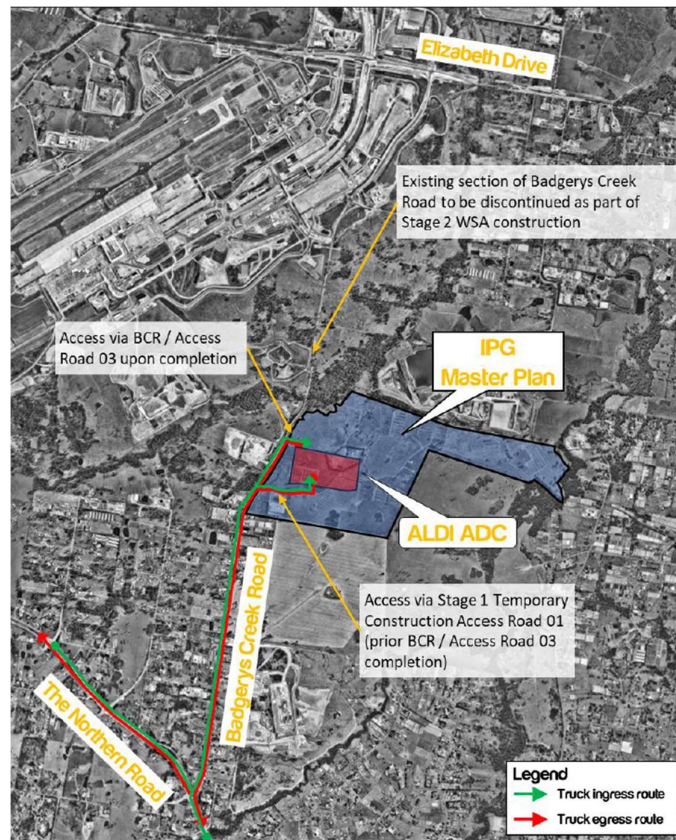 Elizabeth Drive
Existing section of Badgerys Creek
Road to be discontinued as part of
Stage 2 WSA construction
Access via BCR / Access
Road 03 upon completion
IPG
Master Plan
ALDI ADC
Badgerys Creek Road
Access via Stage 1 Temporary
Construction Access Road 01
(prior BCR / Access Road 03
completion)
The Northern Road
Legend
Truck ingress route
Truck egress route